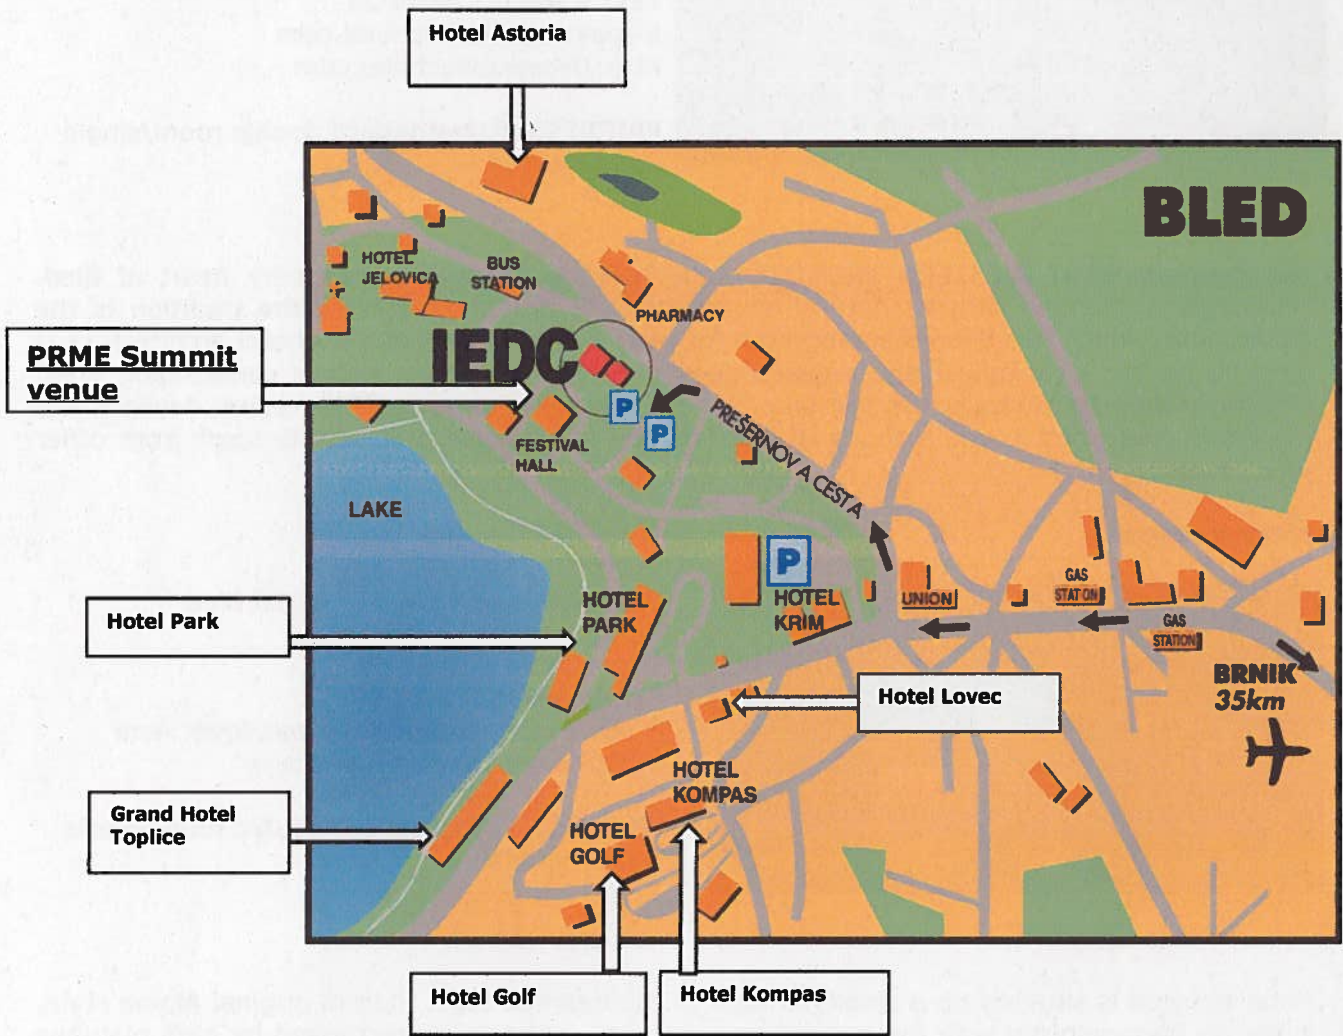 Hotel Astoria
BLED
HOTEL
JELOVICA
BUS
STATION
PHARMACY
IEDC
PRME Summit
venue
P
P
PREŠERNOVA CESTA
FESTIVAL
HALL
LAKE
P
HOTEL
PARK
HOTEL
KRIM
UNION
GAS
STATION
GAS
STATION
Hotel Park
BRNIK
35km
Hotel Lovec
HOTEL
KOMPAS
Grand Hotel
Toplice
HOTEL
GOLF
Hotel Golf
Hotel Kompas